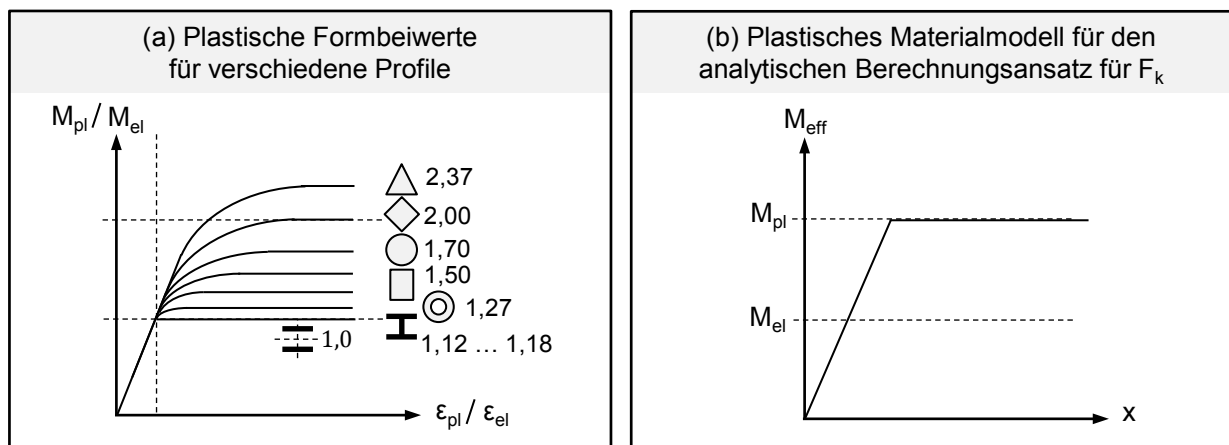 (a) Plastische Formbeiwerte
für verschiedene Profile
M_pl / M_el
2,37
2,00
1,70
1,50
1,27
1,0
1,12 … 1,18
ε_pl / ε_el
(b) Plastisches Materialmodell für den
analytischen Berechnungsansatz für F_k
M_eff
M_pl
M_el
x